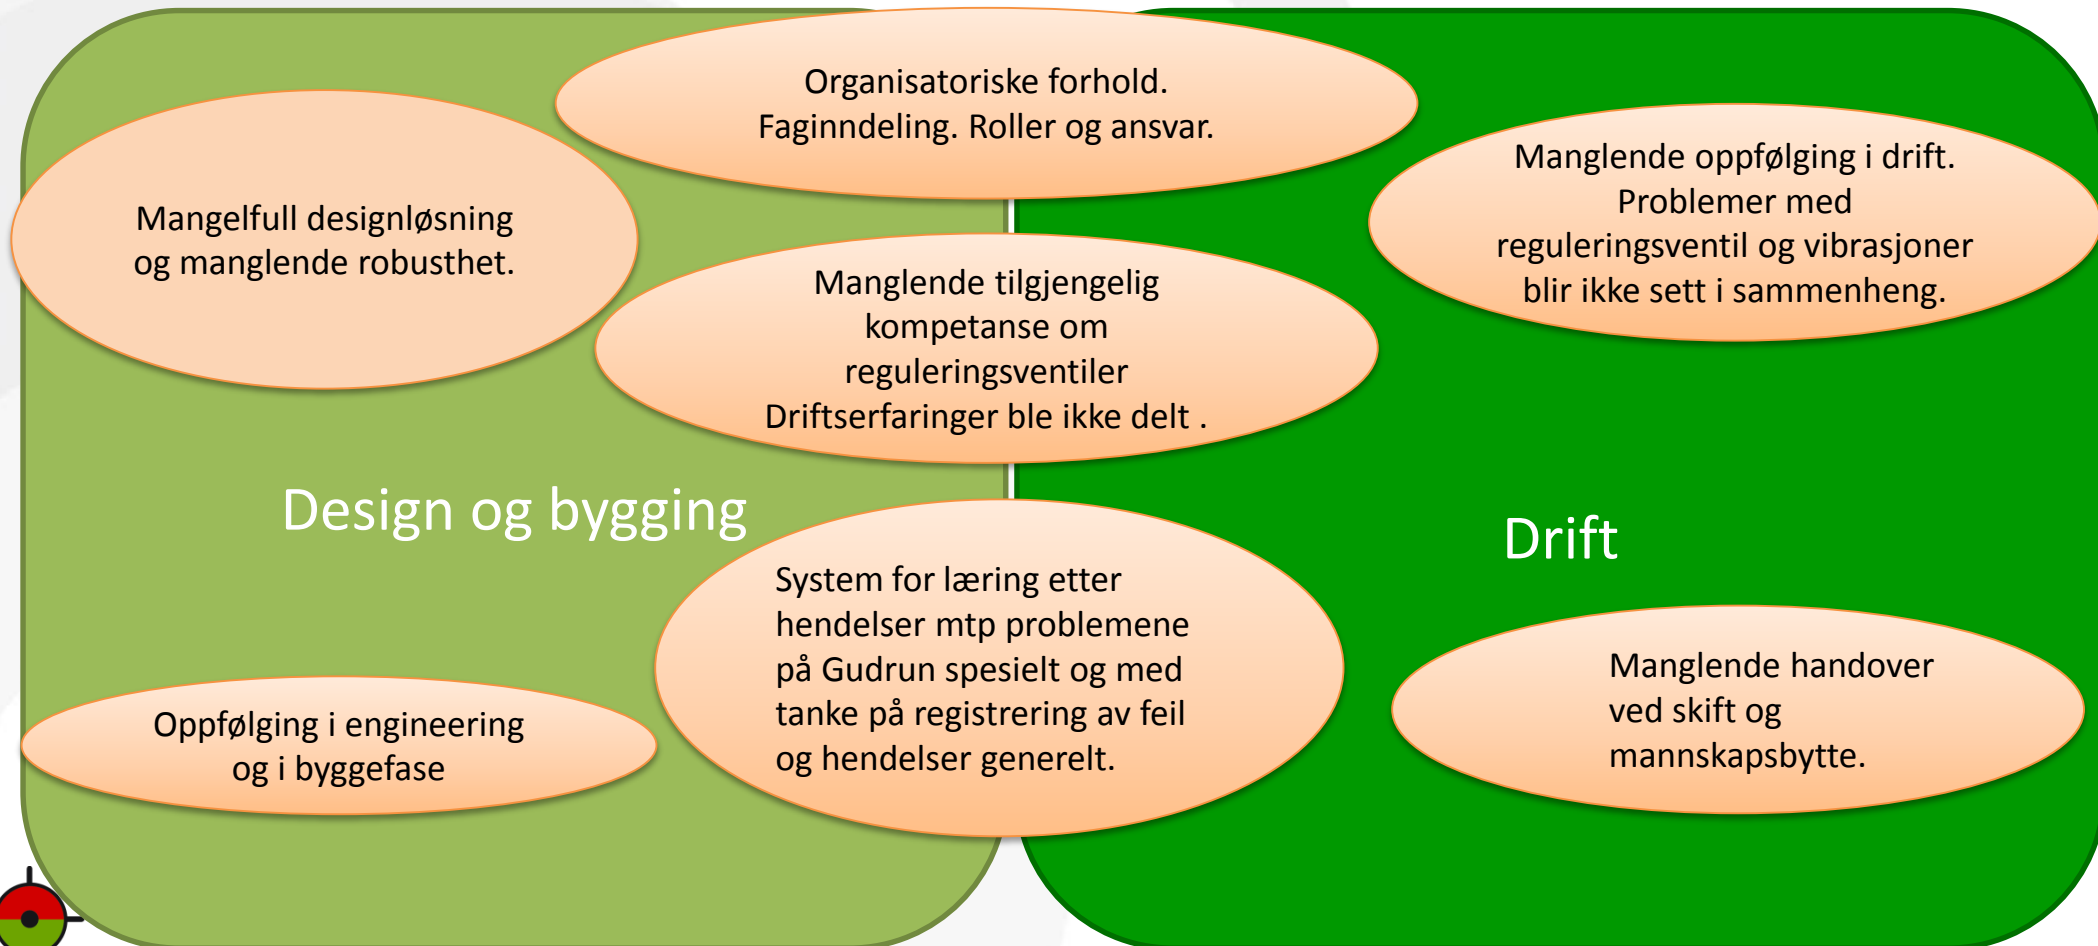 Organisatoriske forhold.
Faginndeling. Roller og ansvar.
Mangelfull designløsning
og manglende robusthet.
Manglende oppfølging i drift.
Problemer med
reguleringsventil og vibrasjoner
blir ikke sett i sammenheng.
Manglende tilgjengelig
kompetanse om
reguleringsventiler
Driftserfaringer ble ikke delt .
Design og bygging
Drift
System for læring etter
hendelser mtp problemene
på Gudrun spesielt og med
tanke på registrering av feil
og hendelser generelt.
Oppfølging i engineering
og i byggefase
Manglende handover
ved skift og
mannskapsbytte.